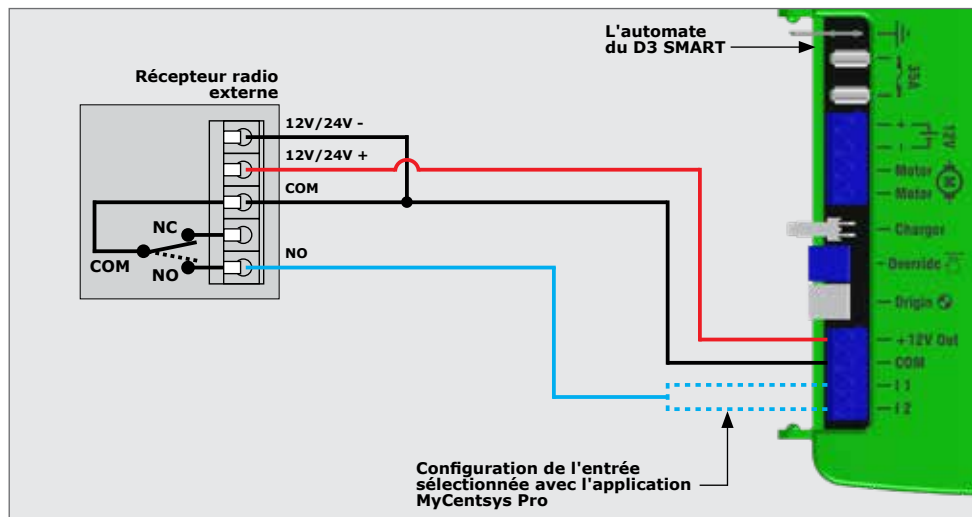 L'automate
du D3 SMART
Récepteur radio
externe
12V/24V -
12V/24V +
COM
NC
COM
NO
NO
35A
+
-
12V
Motor
Motor
M
Charger
Override
Origin
+12V Out
COM
I 1
I 2
Configuration de l'entrée
sélectionnée avec l'application
MyCentsys Pro